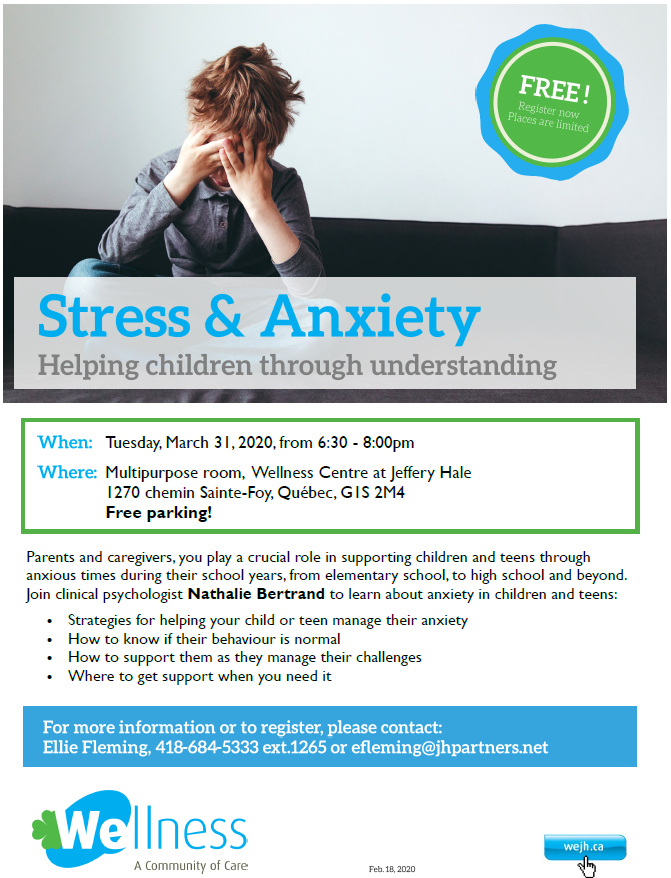 FREE!
Register now
Places are limited
Stress & Anxiety
Helping children through understanding
When: Tuesday, March 31, 2020, from 6:30 - 8:00pm
Where: Multipurpose room, Wellness Centre at Jeffery Hale
1270 chemin Sainte-Foy, Québec, G1S 2M4
Free parking!
Parents and caregivers, you play a crucial role in supporting children and teens through
anxious times during their school years, from elementary school, to high school and beyond.
Join clinical psychologist Nathalie Bertrand to learn about anxiety in children and teens:
• Strategies for helping your child or teen manage their anxiety
• How to know if their behaviour is normal
• How to support them as they manage their challenges
• Where to get support when you need it
For more information or to register, please contact:
Ellie Fleming, 418-684-5333 ext.1265 or efleming@jhpartners.net
Wellness
A Community of Care
Feb. 18, 2020
wejh.ca